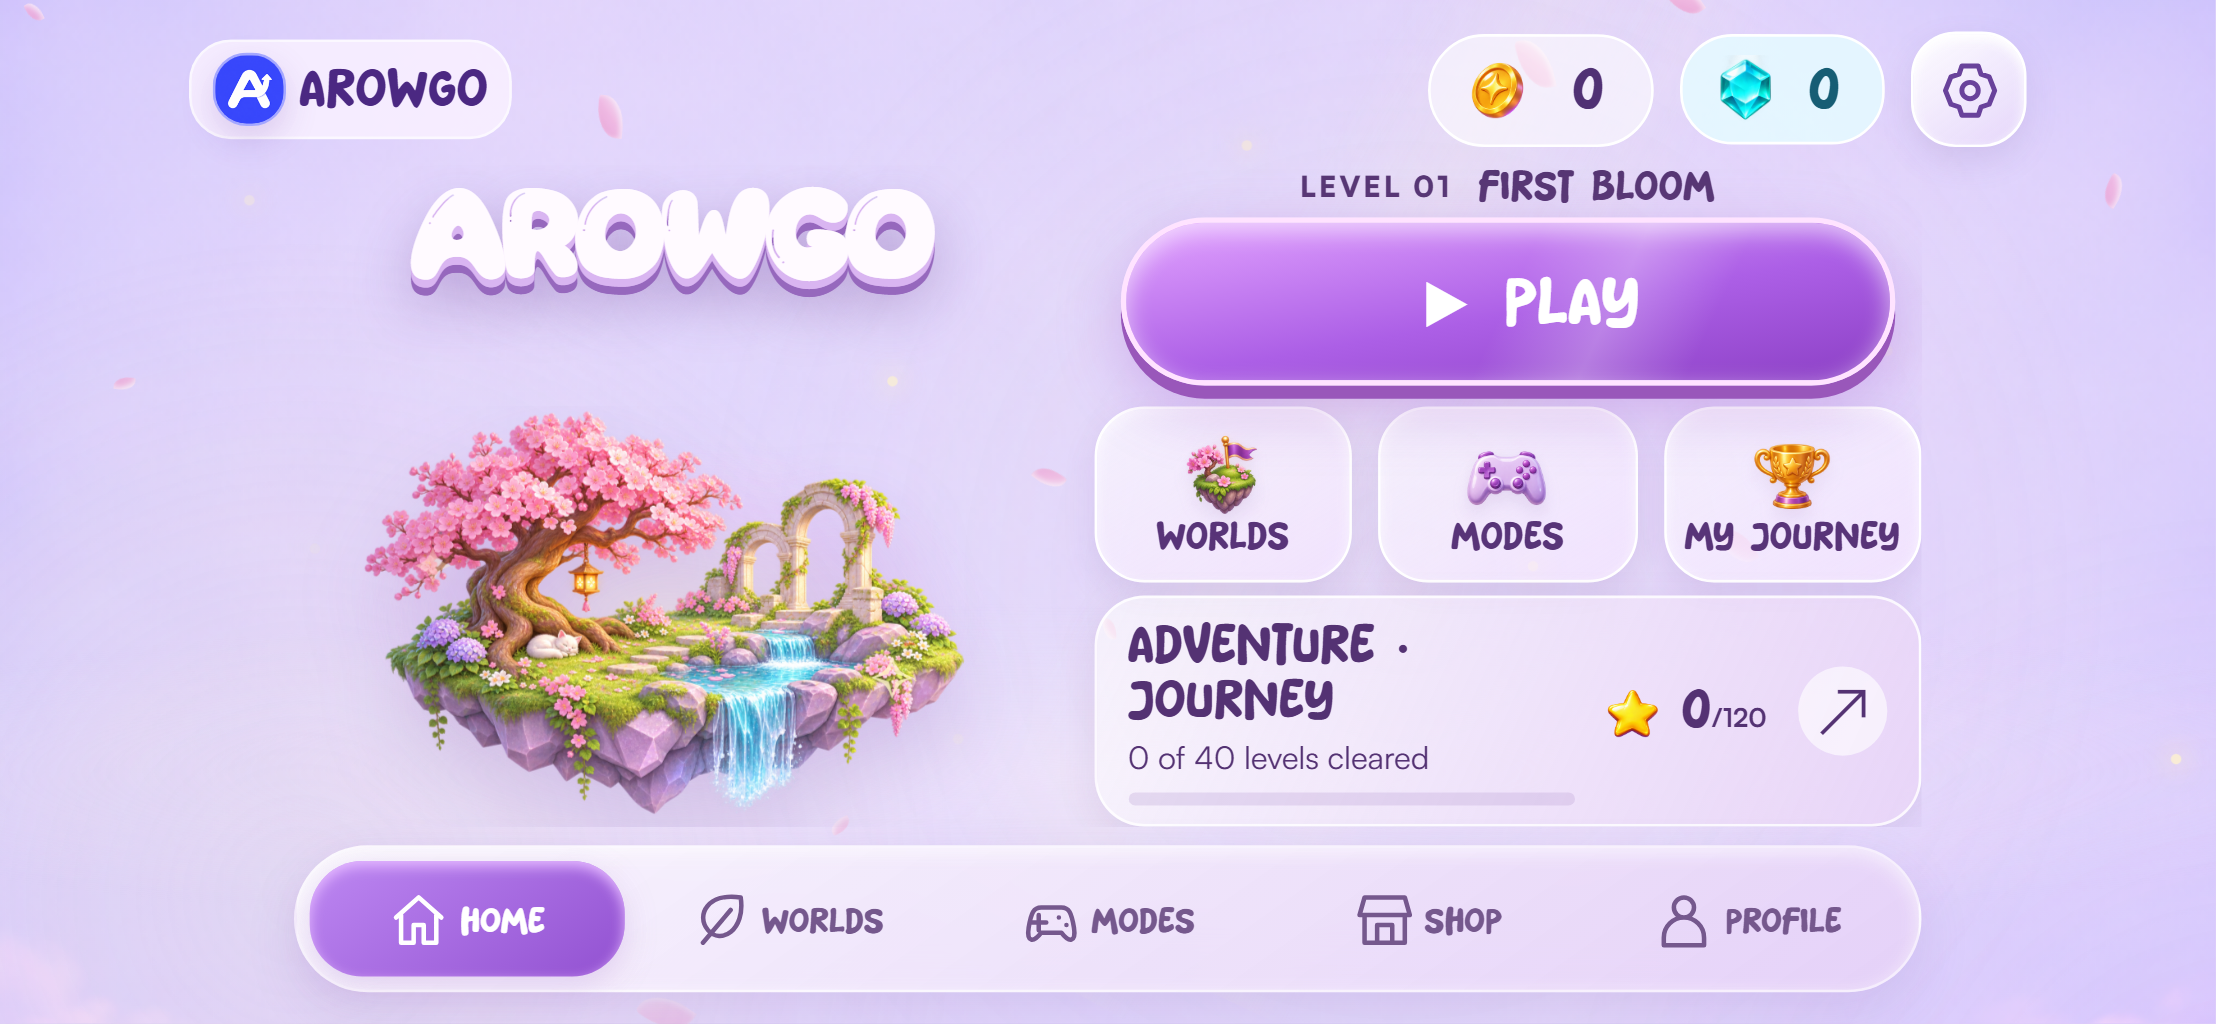 AROWGO
0
0
AROWGO
LEVEL 01 FIRST BLOOM
PLAY
WORLDS
MODES
MY JOURNEY
ADVENTURE ·
JOURNEY
0 of 40 levels cleared
0/120
HOME
WORLDS
MODES
SHOP
PROFILE